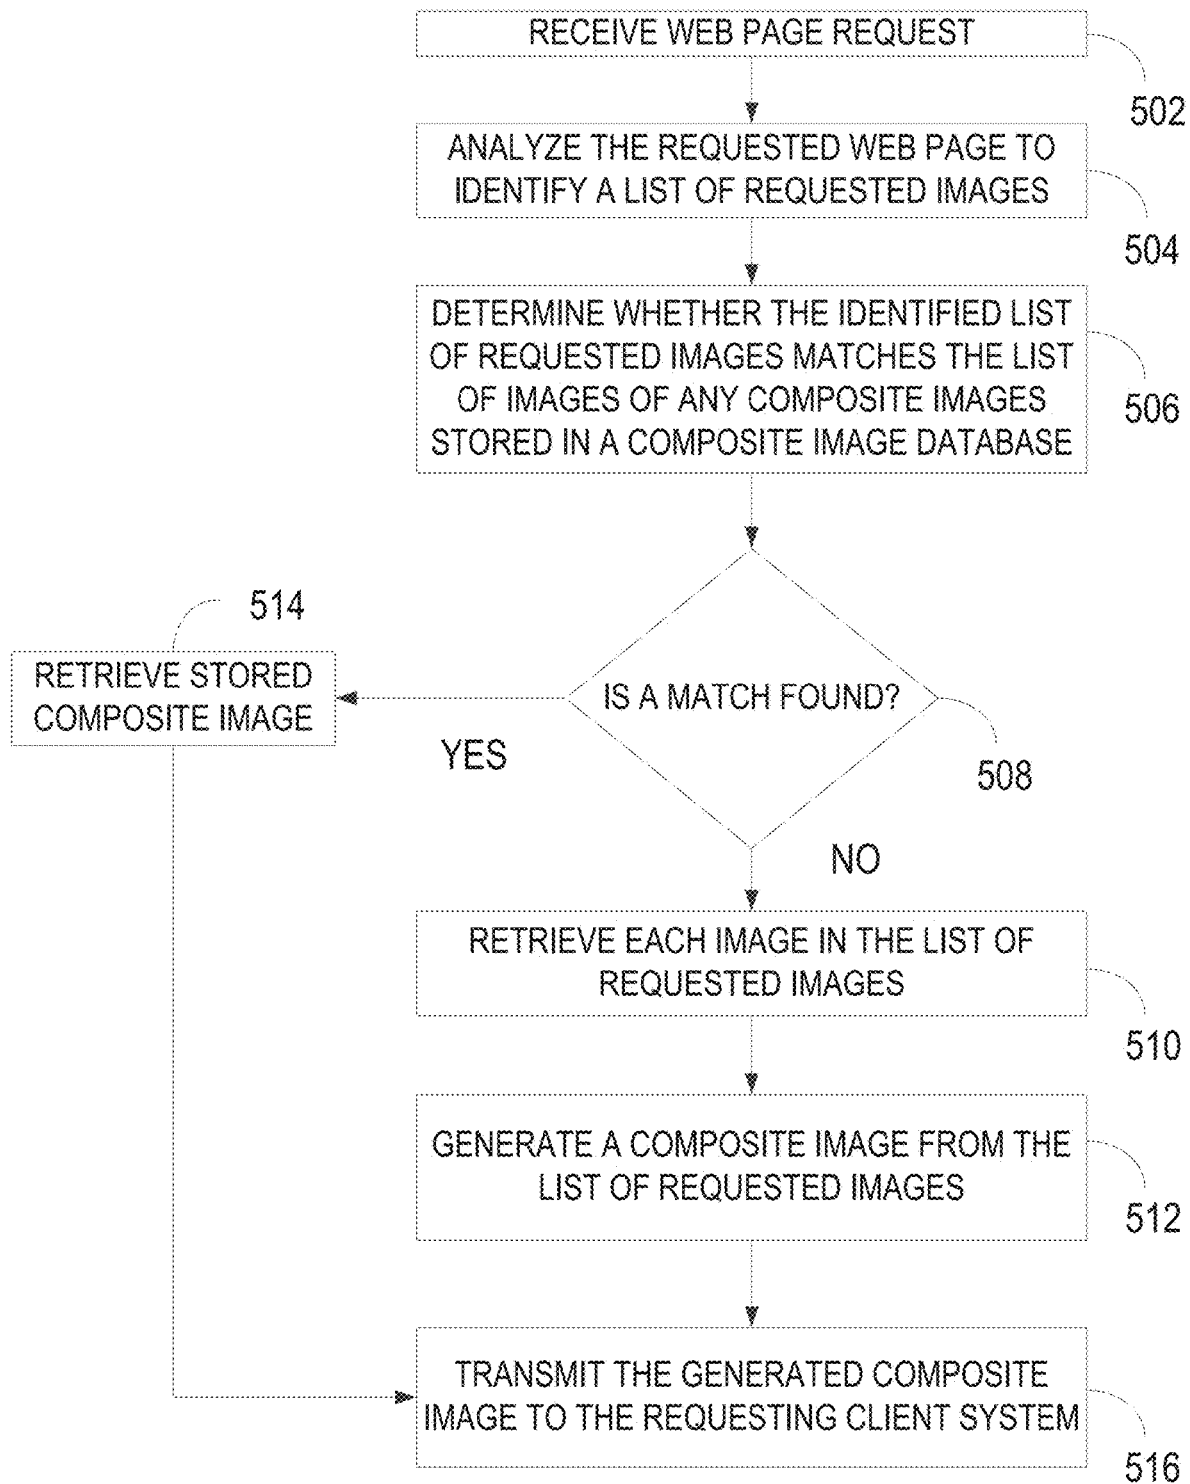 RECEIVE WEB PAGE REQUEST
502
ANALYZE THE REQUESTED WEB PAGE TO
IDENTIFY A LIST OF REQUESTED IMAGES
504
DETERMINE WHETHER THE IDENTIFIED LIST
OF REQUESTED IMAGES MATCHES THE LIST
OF IMAGES OF ANY COMPOSITE IMAGES
STORED IN A COMPOSITE IMAGE DATABASE
506
514
RETRIEVE STORED
COMPOSITE IMAGE
IS A MATCH FOUND?
YES
508
NO
RETRIEVE EACH IMAGE IN THE LIST OF
REQUESTED IMAGES
510
GENERATE A COMPOSITE IMAGE FROM THE
LIST OF REQUESTED IMAGES
512
TRANSMIT THE GENERATED COMPOSITE
IMAGE TO THE REQUESTING CLIENT SYSTEM
516